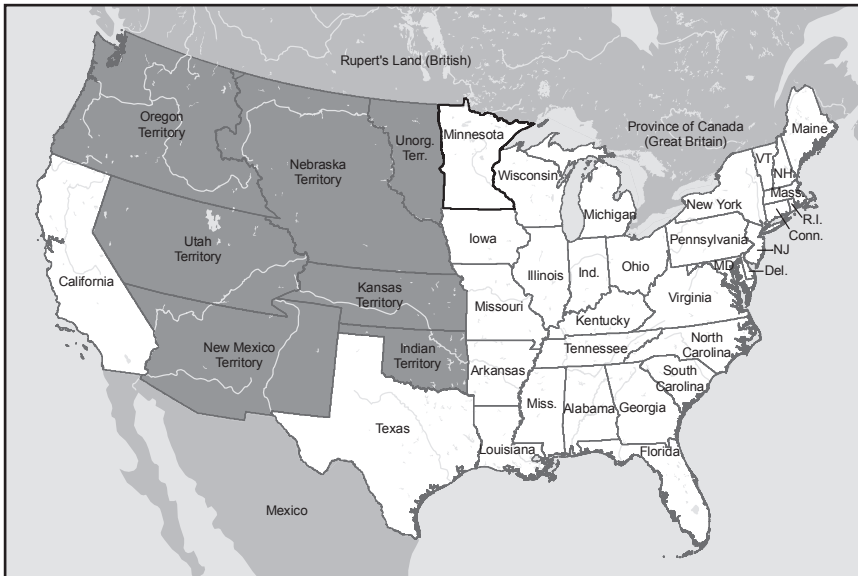 Rupert's Land (British)
Oregon
Territory
Unorg.
Terr.
Minnesota
Province of Canada
(Great Britain)
Maine
Nebraska
Territory
Wisconsin
VT
NH
Mass.
New York
Michigan
R.I.
Conn.
Iowa
Pennsylvania
NJ
Utah
Territory
Illinois
Ind.
Ohio
MD
Del.
California
Kansas
Territory
Missouri
Virginia
Kentucky
New Mexico
Territory
Indian
Territory
Tennessee
North
Carolina
Arkansas
South
Carolina
Miss.
Alabama
Georgia
Texas
Louisiana
Florida
Mexico